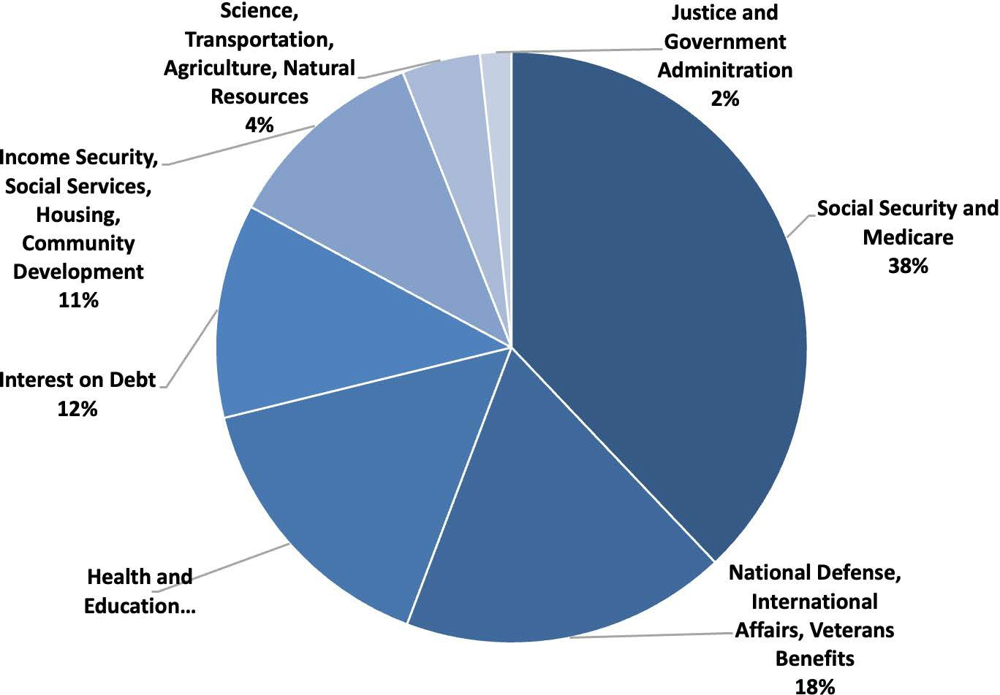 Science,
Transportation,
Agriculture, Natural
Resources
4%
Justice and
Government
Adminitration
2%
Income Security,
Social Services,
Housing,
Community
Development
11%
Social Security and
Medicare
38%
Interest on Debt
12%
Health and
Education...
National Defense,
International
Affairs, Veterans
Benefits
18%